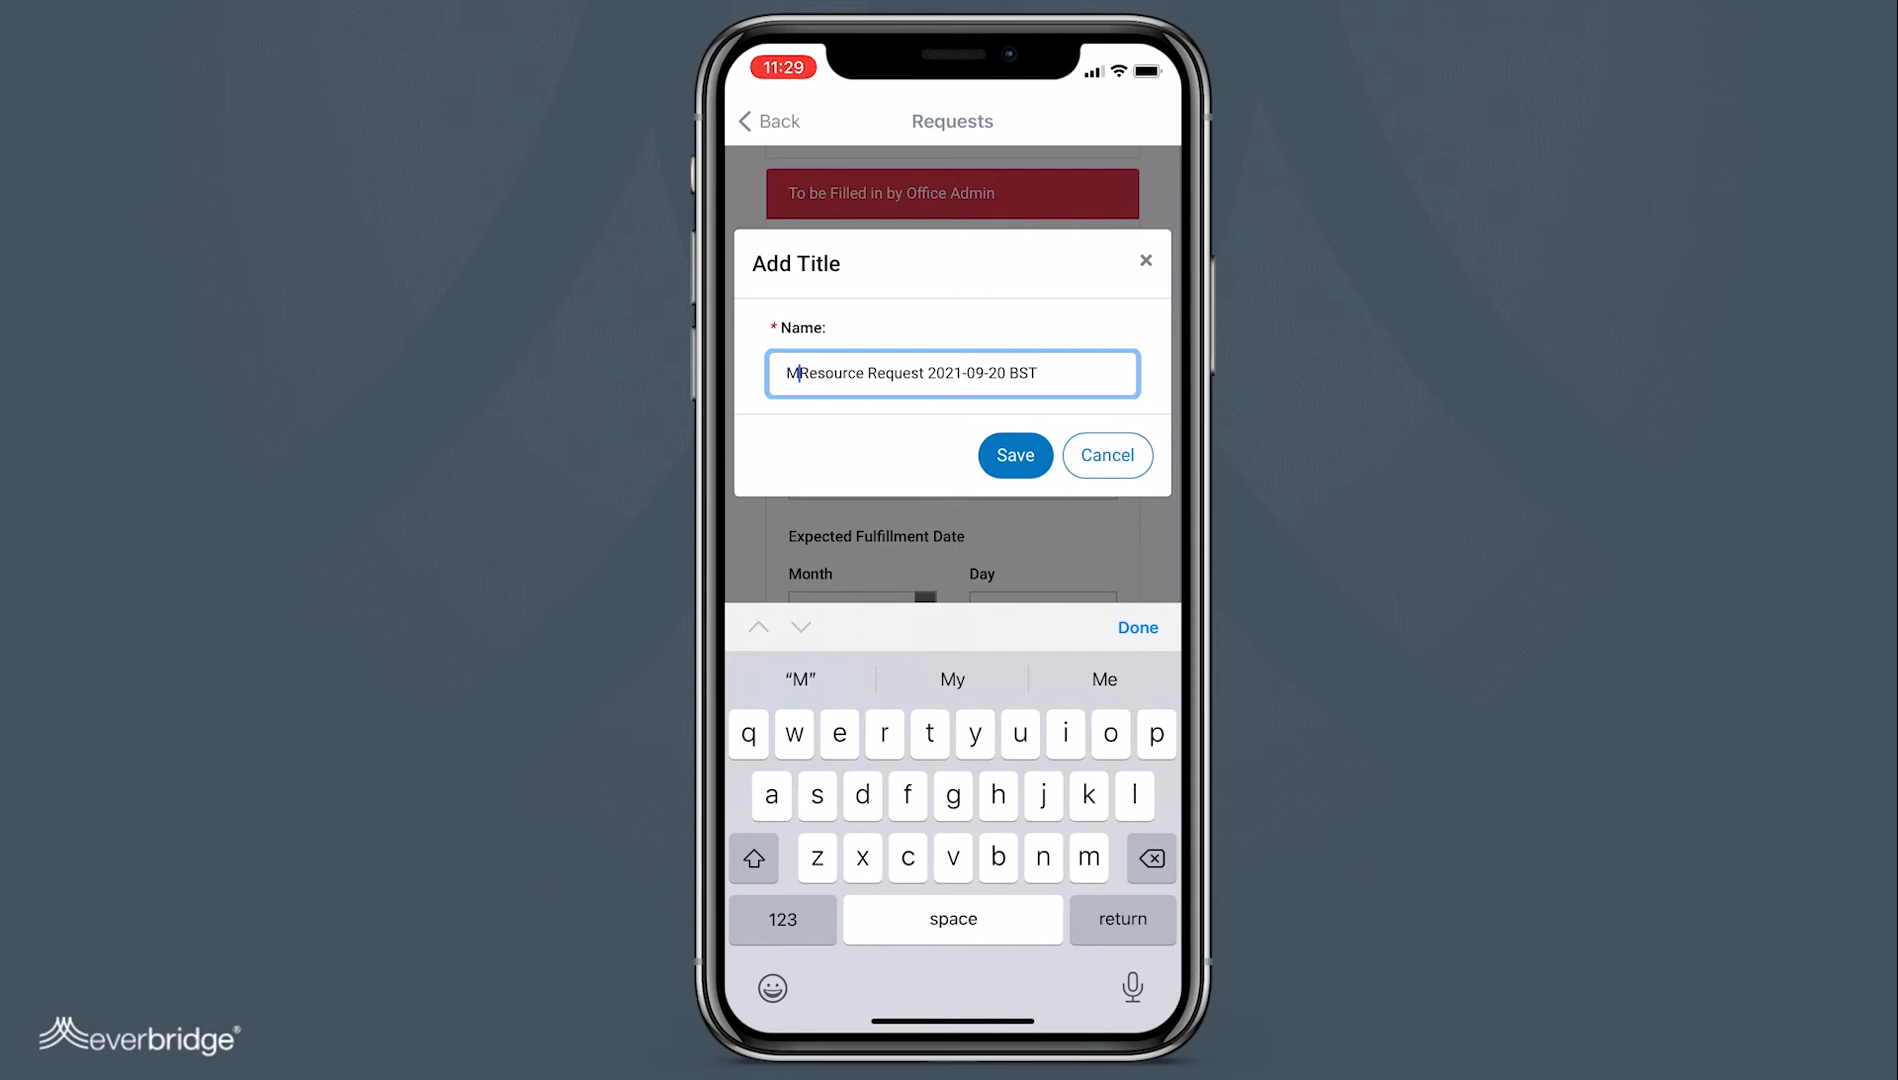 11:29
Back
Requests
To be Filled in by Office Admin
Add Title
×
* Name:
MResource Request 2021-09-20 BST
Save
Cancel
Expected Fulfillment Date
Month
Day
Done
“M”
My
Me
q w e r t y u i o p
a s d f g h j k l
z x c v b n m
123
space
return
everbridge®